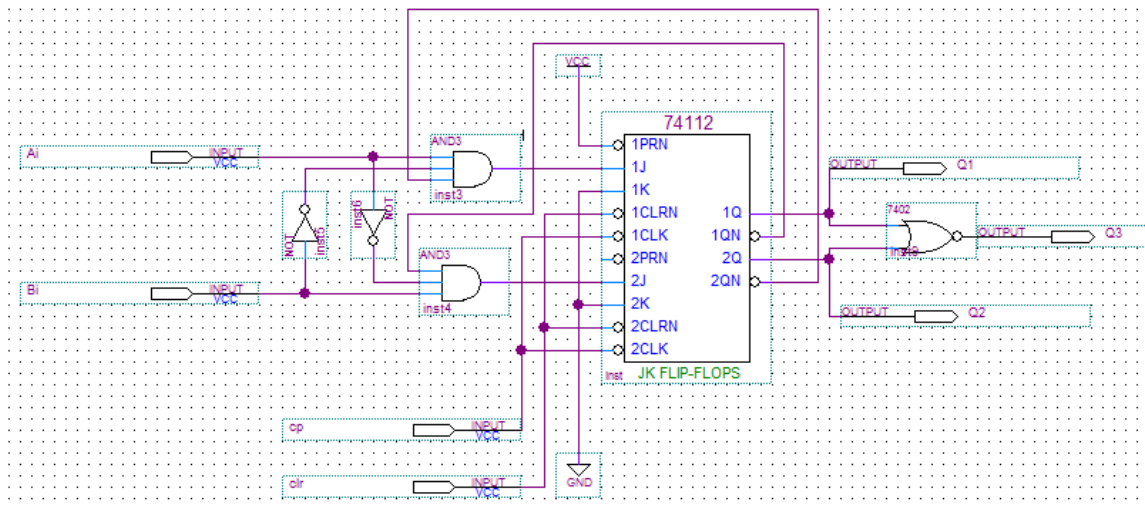 VCC
74112
AND3
1PRN
Ai
INPUT
VCC
1J
OUTPUT
Q1
inst3
1K
NOT
inst5
inst6
NOT
1CLRN
1Q
7402
1CLK
1QN
OUTPUT
Q3
inst9
AND3
2PRN
2Q
Bi
INPUT
VCC
2J
2QN
inst4
2K
OUTPUT
Q2
2CLRN
2CLK
inst
JK FLIP-FLOPS
cp
INPUT
VCC
clr
INPUT
VCC
GND